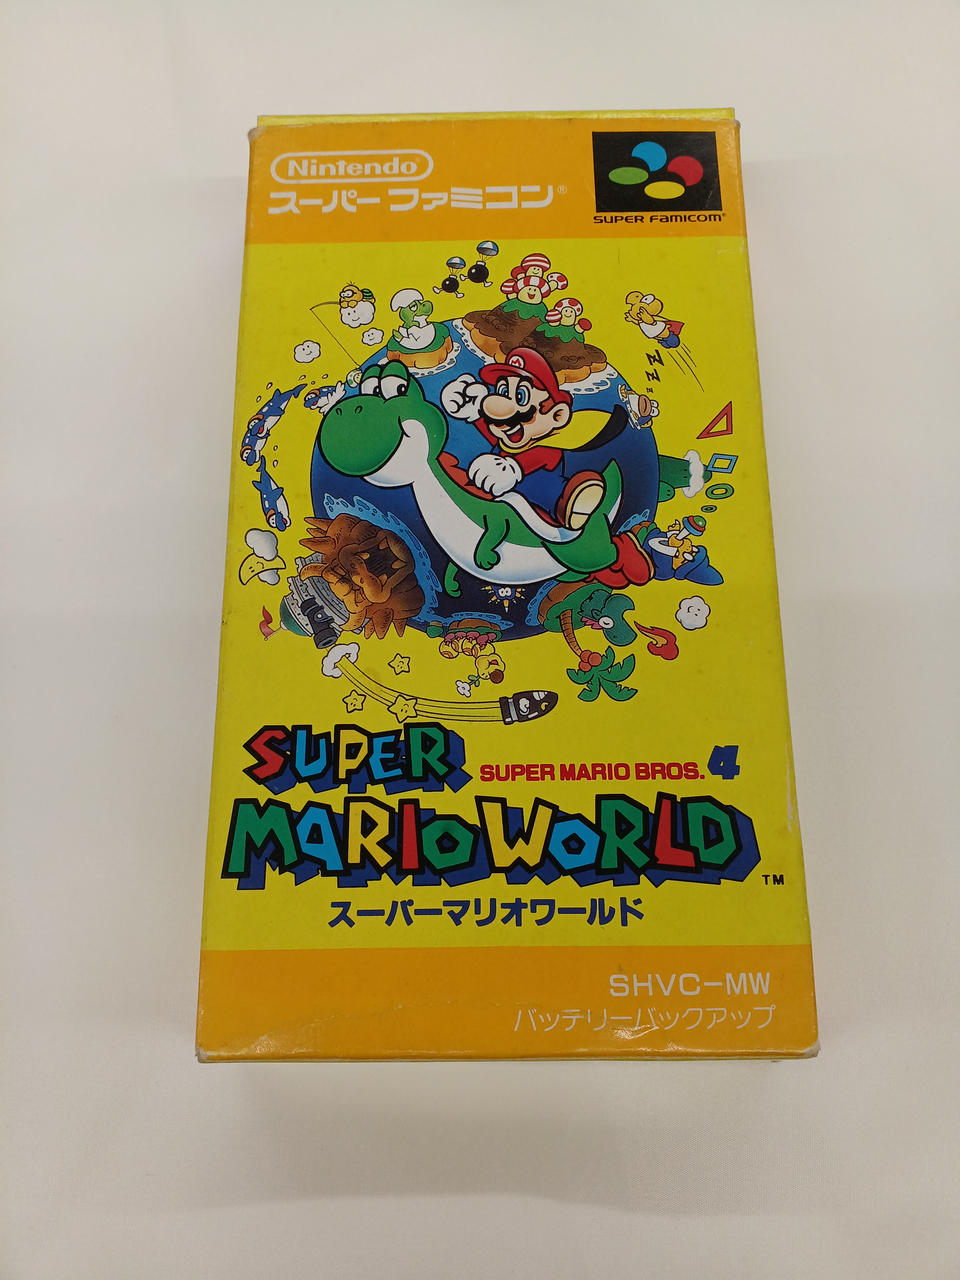 Nintendo®
スーパーファミコン®
SUPER FAMICOM®
z z Z Z
SUPER
SUPER MARIO BROS. 4
MARIO WORLD™
スーパーマリオワールド
SHVC-MW
バッテリーバックアップ